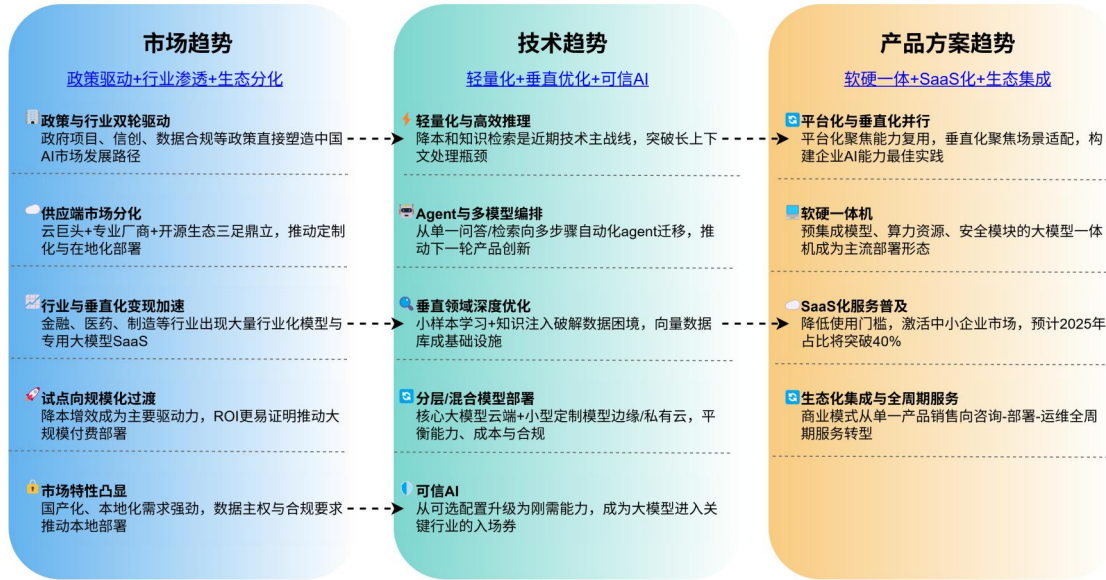 市场趋势
政策驱动+行业渗透+生态分化
政策与行业双轮驱动
政府项目、信创、数据合规等政策直接塑造中国
AI市场发展路径
供应端市场分化
云巨头+专业厂商+开源生态三足鼎立，推动定制
化与在地化部署
行业与垂直化变现加速
金融、医药、制造等行业出现大量行业化模型与
专用大模型SaaS
试点向规模化过渡
降本增效成为主要驱动力，ROI更易证明推动大
规模付费部署
市场特性凸显
国产化、本地化需求强劲，数据主权与合规要求
推动本地部署
技术趋势
轻量化+垂直优化+可信AI
轻量化与高效推理
降本和知识检索是近期技术主战线，突破长上下
文处理瓶颈
Agent与多模型编排
从单一问答/检索向多步骤自动化agent迁移，推
动下一轮产品创新
垂直领域深度优化
小样本学习+知识注入破解数据困境，向量数据
库成基础设施
分层/混合模型部署
核心大模型云端+小型定制模型边缘/私有云，平
衡能力、成本与合规
可信AI
从可选配置升级为刚需能力，成为大模型进入关
键行业的入场券
产品方案趋势
软硬一体+SaaS化+生态集成
平台化与垂直化并行
平台化聚焦能力复用，垂直化聚焦场景适配，构
建企业AI能力最佳实践
软硬一体机
预集成模型、算力资源、安全模块的大模型一体
机成为主流部署形态
SaaS化服务普及
降低使用门槛，激活中小企业市场，预计2025年
占比将突破40%
生态化集成与全周期服务
商业模式从单一产品销售向咨询-部署-运维全周
期服务转型